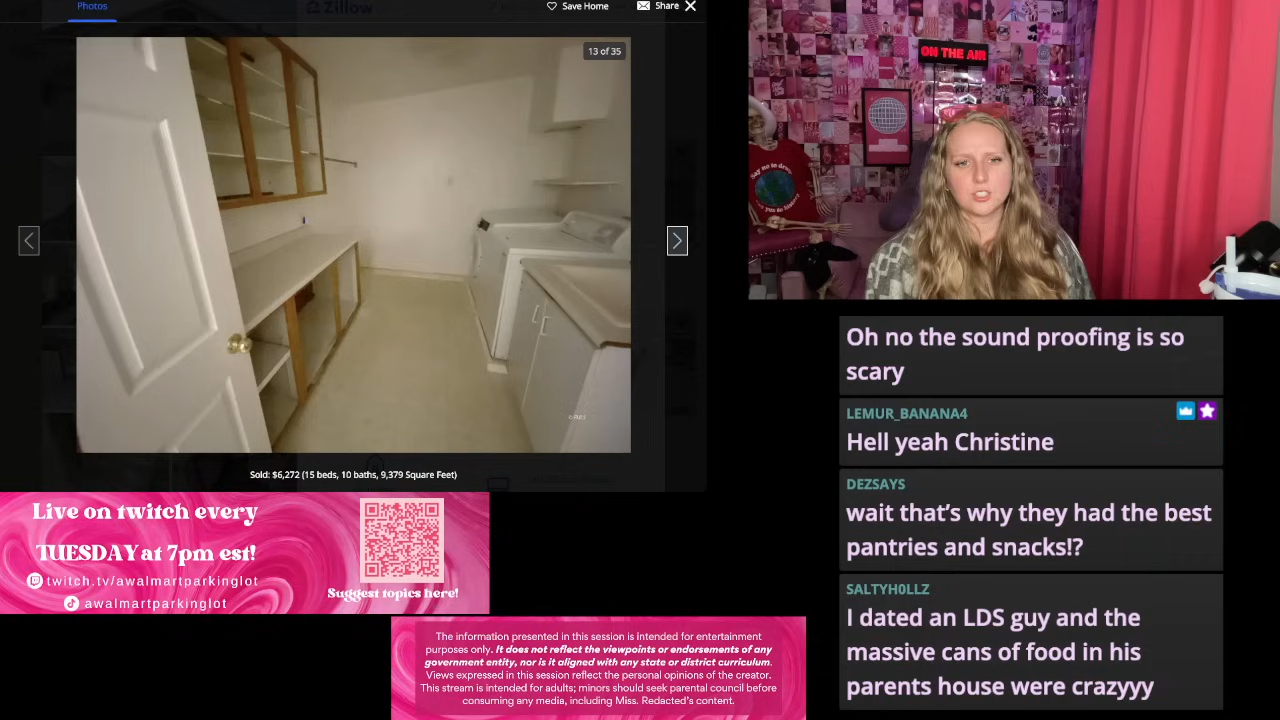 Photos
Zillow
Save Home
Share
13 of 35
Sold: $6,272 (15 beds, 10 baths, 9,379 Square Feet)
ON THE AIR
Say no to drugs
Live on twitch every
TUESDAY at 7pm est!
twitch.tv/awalmartparkinglot
awalmartparkinglot
Suggest topics here!
The information presented in this session is intended for entertainment
purposes only. It does not reflect the viewpoints or endorsements of any
government entity, nor is it aligned with any state or district curriculum.
Views expressed in this session reflect the personal opinions of the creator.
This stream is intended for adults; minors should seek parental council before
consuming any media, including Miss. Redacted's content.
Oh no the sound proofing is so
scary
LEMUR_BANANA4
Hell yeah Christine
DEZSAYS
wait that's why they had the best
pantries and snacks!?
SALTYH0LLZ
I dated an LDS guy and the
massive cans of food in his
parents house were crazyyy